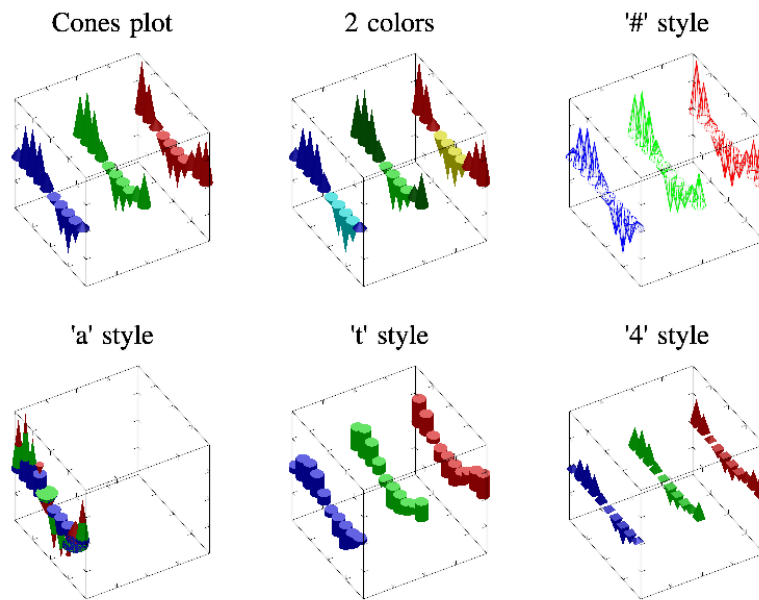 Cones plot
2 colors
'#' style
'a' style
't' style
'4' style